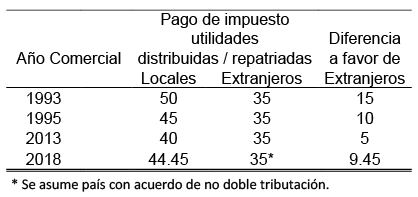 Pago de impuesto
utilidades
distribuidas / repatriadas
Diferencia
a favor de
Extranjeros
Año Comercial
Locales Extranjeros
1993 50 35 15
1995 45 35 10
2013 40 35 5
2018 44.45 35* 9.45
* Se asume país con acuerdo de no doble tributación.